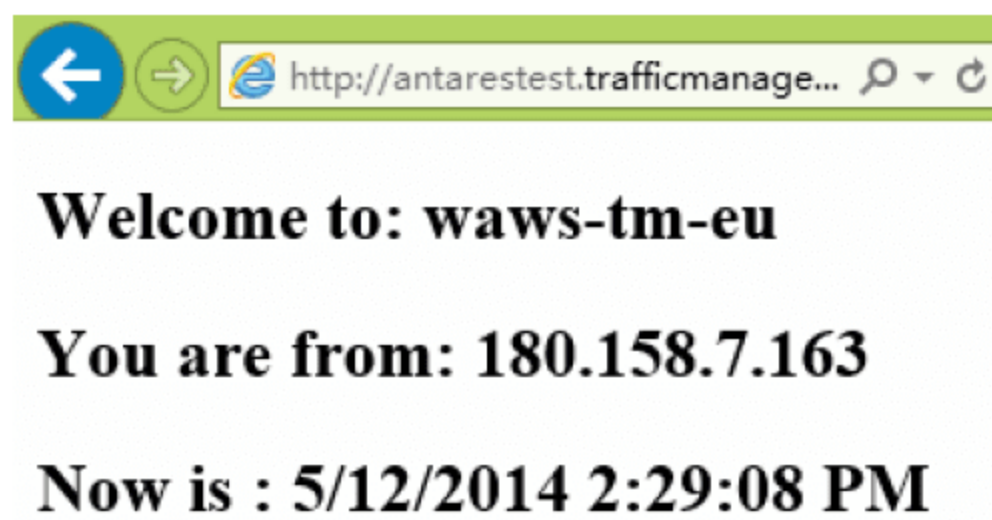 http://antarestest.trafficmanage...
Welcome to: waws-tm-eu
You are from: 180.158.7.163
Now is : 5/12/2014 2:29:08 PM